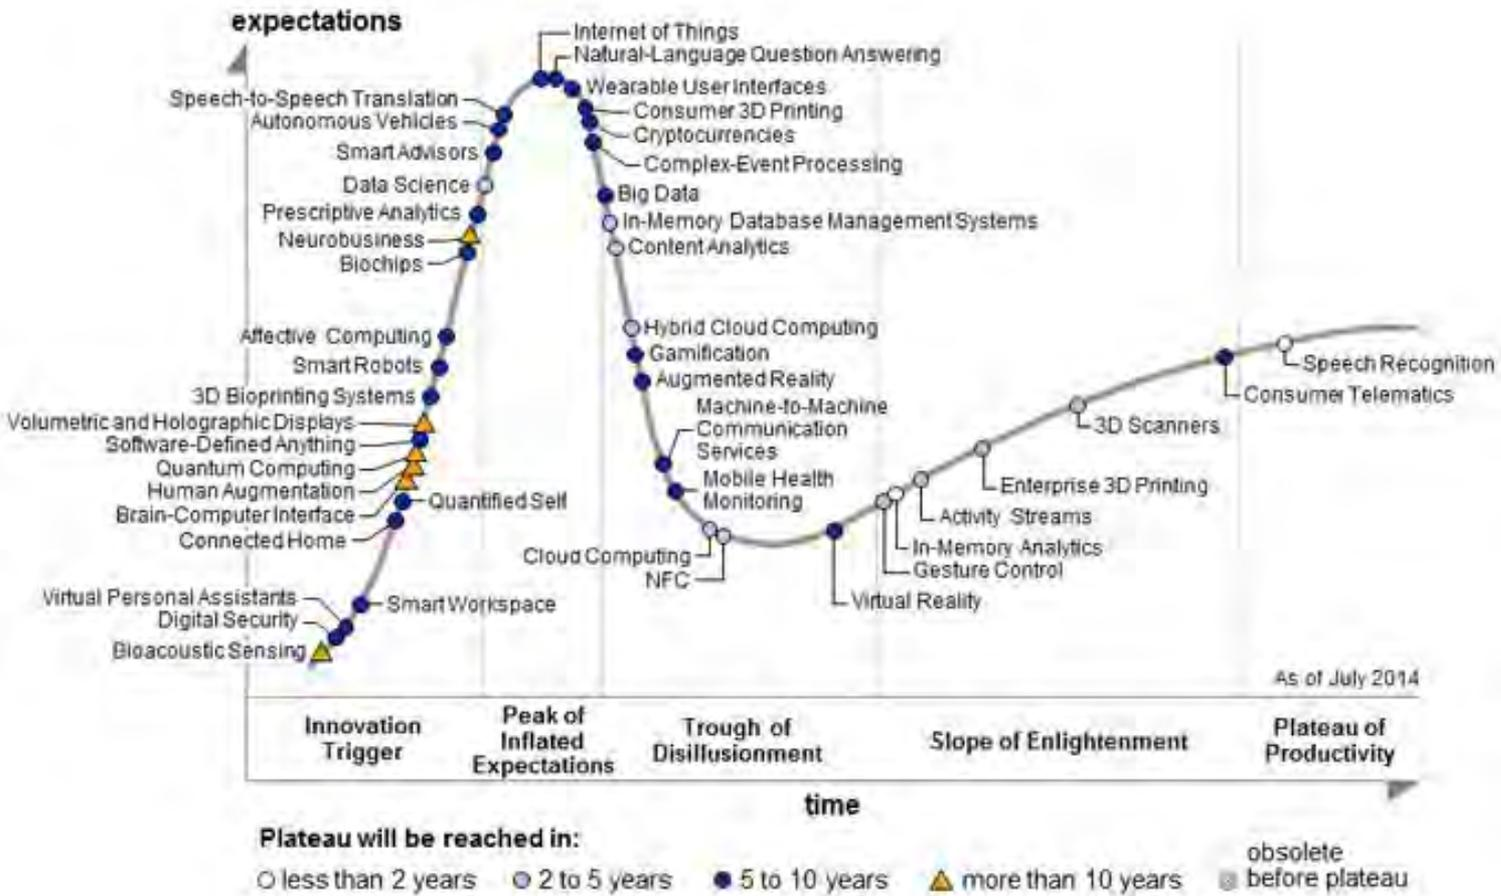 expectations
Internet of Things
Natural-Language Question Answering
Wearable User Interfaces
Speech-to-Speech Translation
Consumer 3D Printing
Autonomous Vehicles
Cryptocurrencies
Smart Advisors
Complex-Event Processing
Data Science
Big Data
Prescriptive Analytics
In-Memory Database Management Systems
Neurobusiness
Content Analytics
Biochips
Hybrid Cloud Computing
Affective Computing
Gamification
Smart Robots
Augmented Reality
3D Bioprinting Systems
Machine-to-Machine
Communication
Services
Volumetric and Holographic Displays
Software-Defined Anything
Quantum Computing
Mobile Health
Monitoring
Human Augmentation
Quantified Self
Brain-Computer Interface
Connected Home
Speech Recognition
Consumer Telematics
3D Scanners
Enterprise 3D Printing
Activity Streams
In-Memory Analytics
Gesture Control
Cloud Computing
NFC
Virtual Reality
Virtual Personal Assistants
Smart Workspace
Digital Security
Bioacoustic Sensing
As of July 2014
Innovation
Trigger
Peak of
Inflated
Expectations
Trough of
Disillusionment
Slope of Enlightenment
Plateau of
Productivity
time
Plateau will be reached in:
less than 2 years
2 to 5 years
5 to 10 years
more than 10 years
obsolete
before plateau